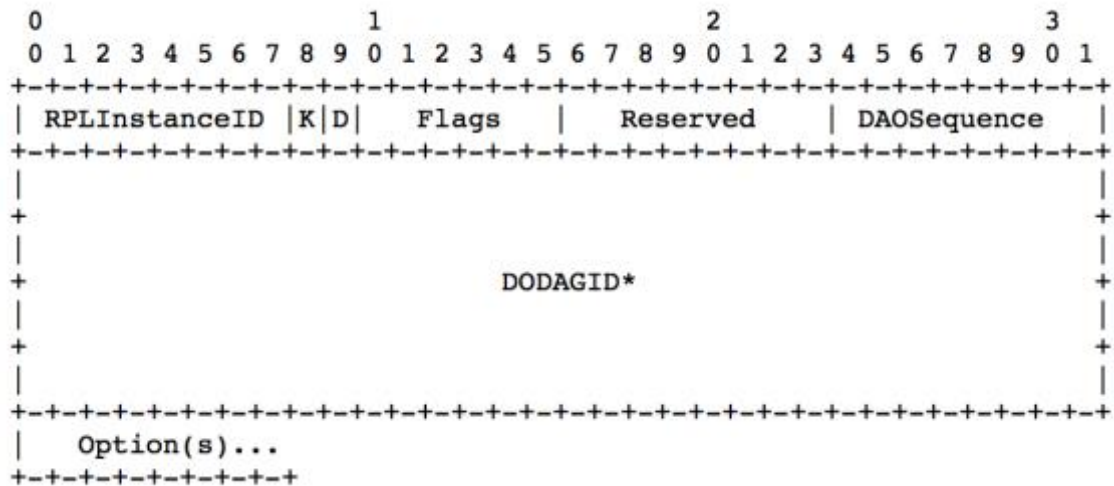 0                   1                   2                   3
 0 1 2 3 4 5 6 7 8 9 0 1 2 3 4 5 6 7 8 9 0 1 2 3 4 5 6 7 8 9 0 1
+-+-+-+-+-+-+-+-+-+-+-+-+-+-+-+-+-+-+-+-+-+-+-+-+-+-+-+-+-+-+-+-+
| RPLInstanceID |K|D|   Flags   |   Reserved    | DAOSequence   |
+-+-+-+-+-+-+-+-+-+-+-+-+-+-+-+-+-+-+-+-+-+-+-+-+-+-+-+-+-+-+-+-+
|                                                               |
+                                                               +
|                                                               |
+                            DODAGID*                           +
|                                                               |
+                                                               +
|                                                               |
+-+-+-+-+-+-+-+-+-+-+-+-+-+-+-+-+-+-+-+-+-+-+-+-+-+-+-+-+-+-+-+-+
|   Option(s)...
+-+-+-+-+-+-+-+-+